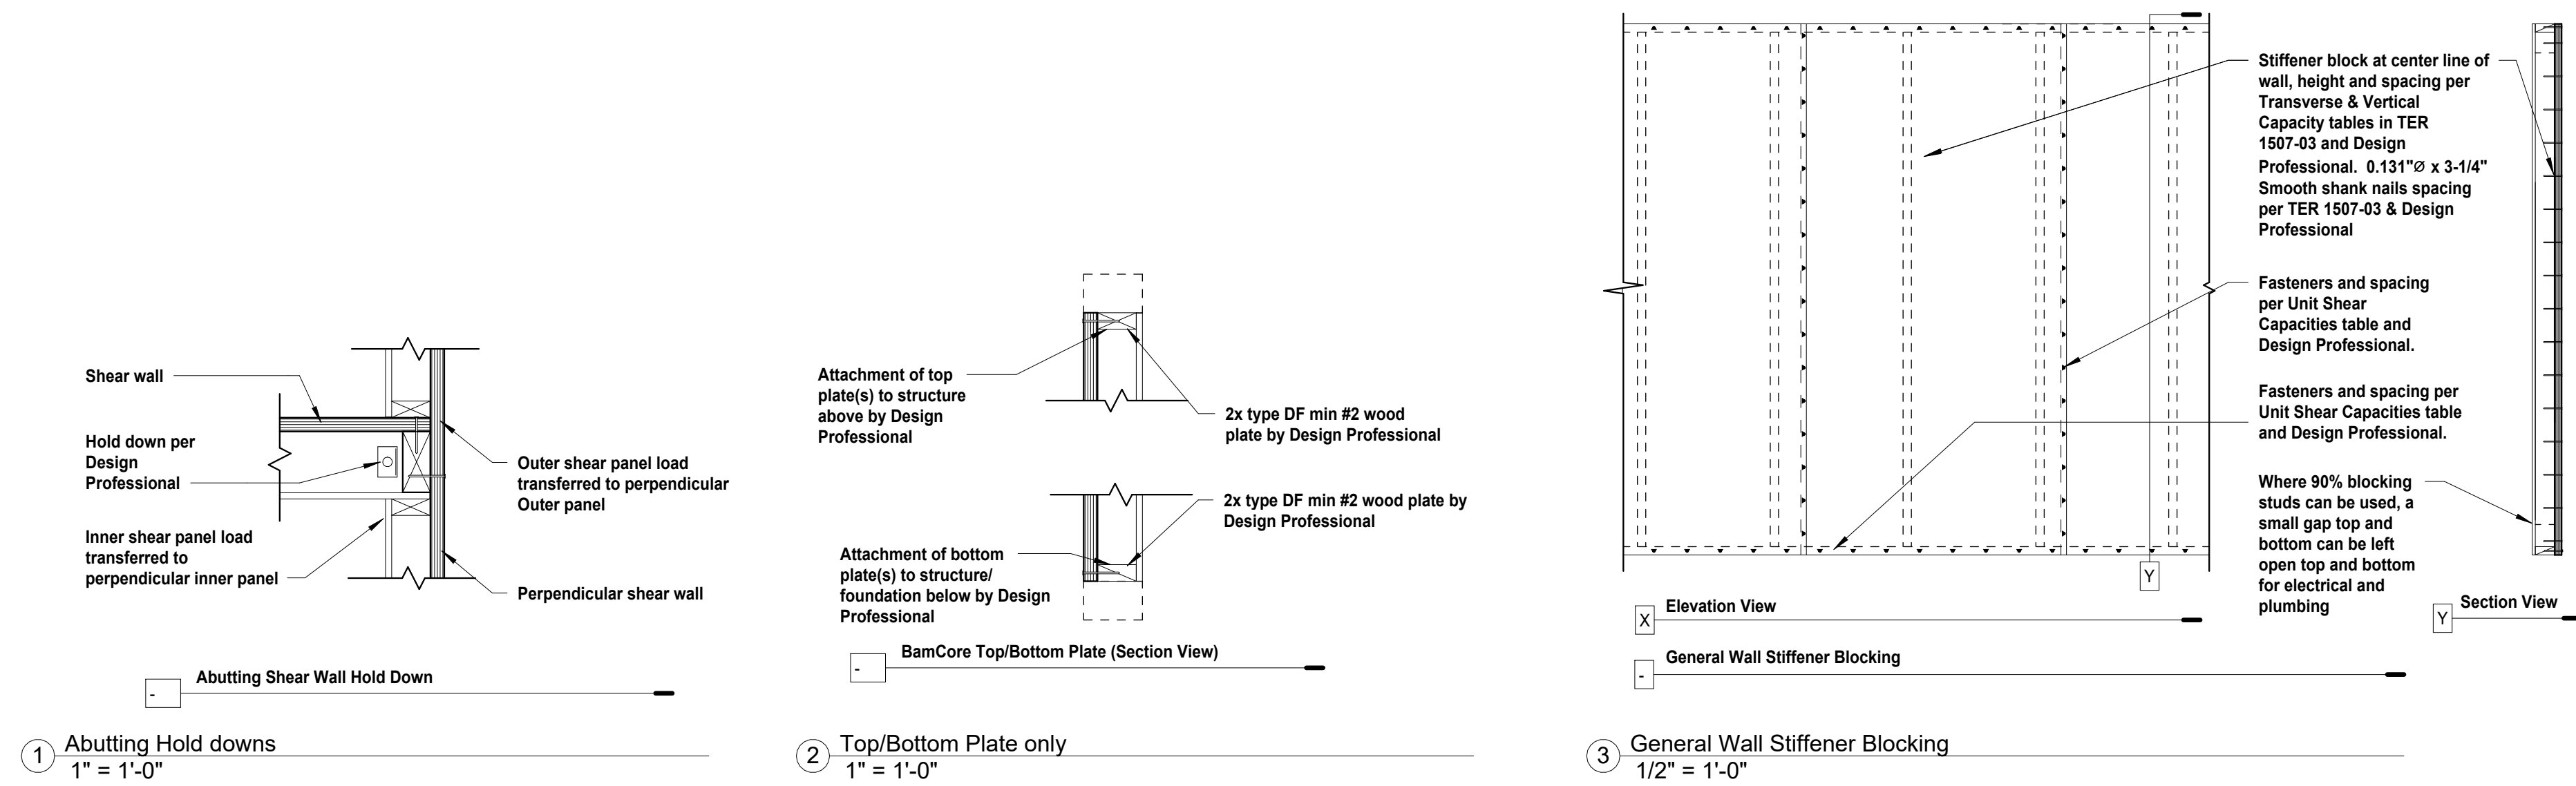 Shear wall
Hold down per
Design
Professional
Inner shear panel load
transferred to
perpendicular inner panel
Outer shear panel load
transferred to perpendicular
Outer panel
Perpendicular shear wall
-
Abutting Shear Wall Hold Down
1
Abutting Hold downs
1" = 1'-0"
Attachment of top
plate(s) to structure
above by Design
Professional
2x type DF min #2 wood
plate by Design Professional
2x type DF min #2 wood plate by
Design Professional
Attachment of bottom
plate(s) to structure/
foundation below by Design
Professional
-
BamCore Top/Bottom Plate (Section View)
2
Top/Bottom Plate only
1" = 1'-0"
Stiffener block at center line of
wall, height and spacing per
Transverse & Vertical
Capacity tables in TER
1507-03 and Design
Professional. 0.131"Ø x 3-1/4"
Smooth shank nails spacing
per TER 1507-03 & Design
Professional
Fasteners and spacing
per Unit Shear
Capacities table and
Design Professional.
Fasteners and spacing per
Unit Shear Capacities table
and Design Professional.
Where 90% blocking
studs can be used, a
small gap top and
bottom can be left
open top and bottom
for electrical and
plumbing
Y
X
Elevation View
Y
Section View
-
General Wall Stiffener Blocking
3
General Wall Stiffener Blocking
1/2" = 1'-0"